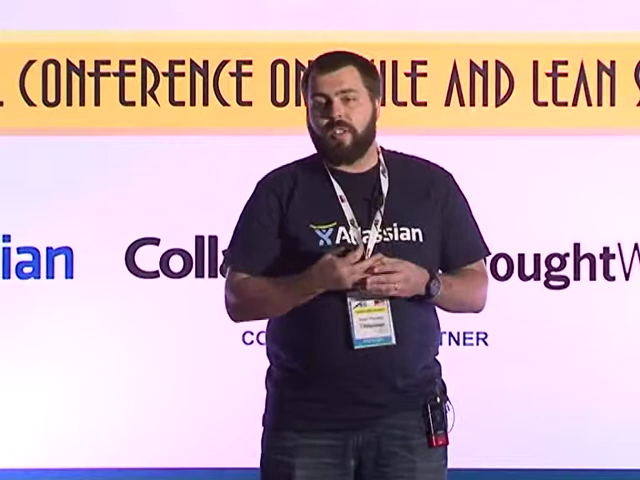 CONFERENCE ON ILE AND LEAN S
ian Colla oughtW
Atlassian
CO TNER